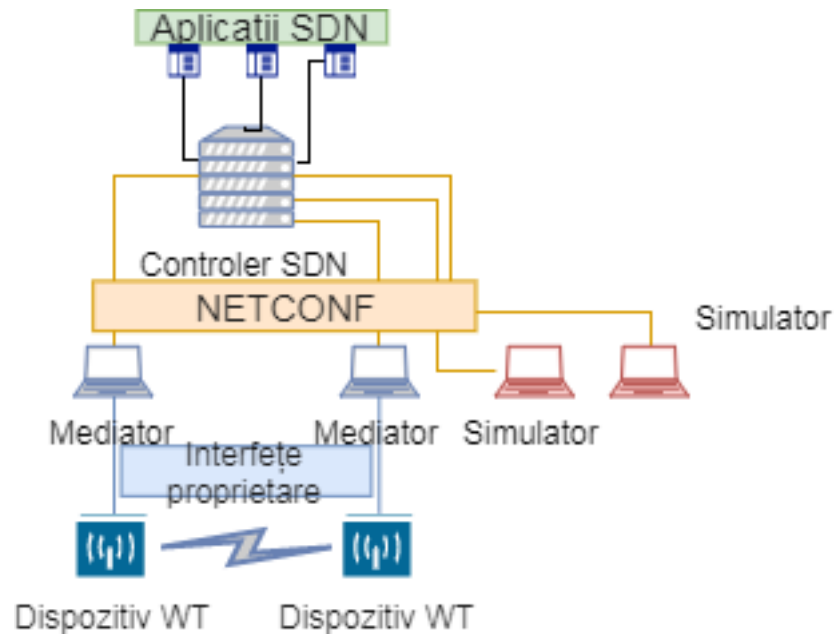 Aplicatii SDN
Controler SDN
NETCONF
Simulator
Mediator
Mediator
Simulator
Interfețe
proprietare
Dispozitiv WT
Dispozitiv WT